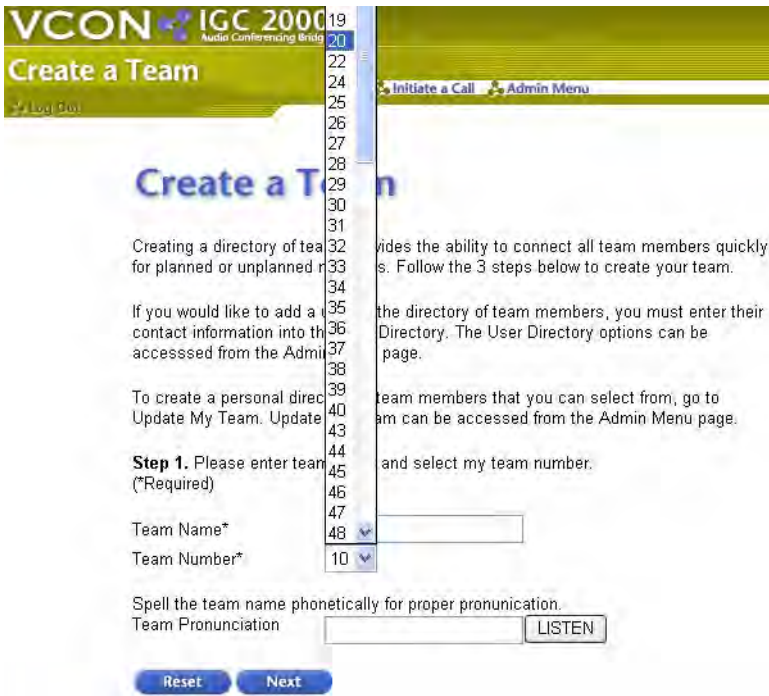 VCON IGC 2000
Audio Conferencing Bridg
Create a Team
Initiate a Call Admin Menu
Log Out
Create a T m
Creating a directory of tea vides the ability to connect all team members quickly
for planned or unplanned s. Follow the 3 steps below to create your team.
If you would like to add a the directory of team members, you must enter their
contact information into th Directory. The User Directory options can be
accesssed from the Admi page.
To create a personal direc team members that you can select from, go to
Update My Team. Update am can be accessed from the Admin Menu page.
Step 1. Please enter team and select my team number.
(*Required)
Team Name*
Team Number* 10
19
20
22
24
25
26
27
28
29
30
31
32
33
34
35
36
37
38
39
40
43
44
45
46
47
48
Spell the team name phonetically for proper pronunication.
Team Pronunciation LISTEN
Reset Next